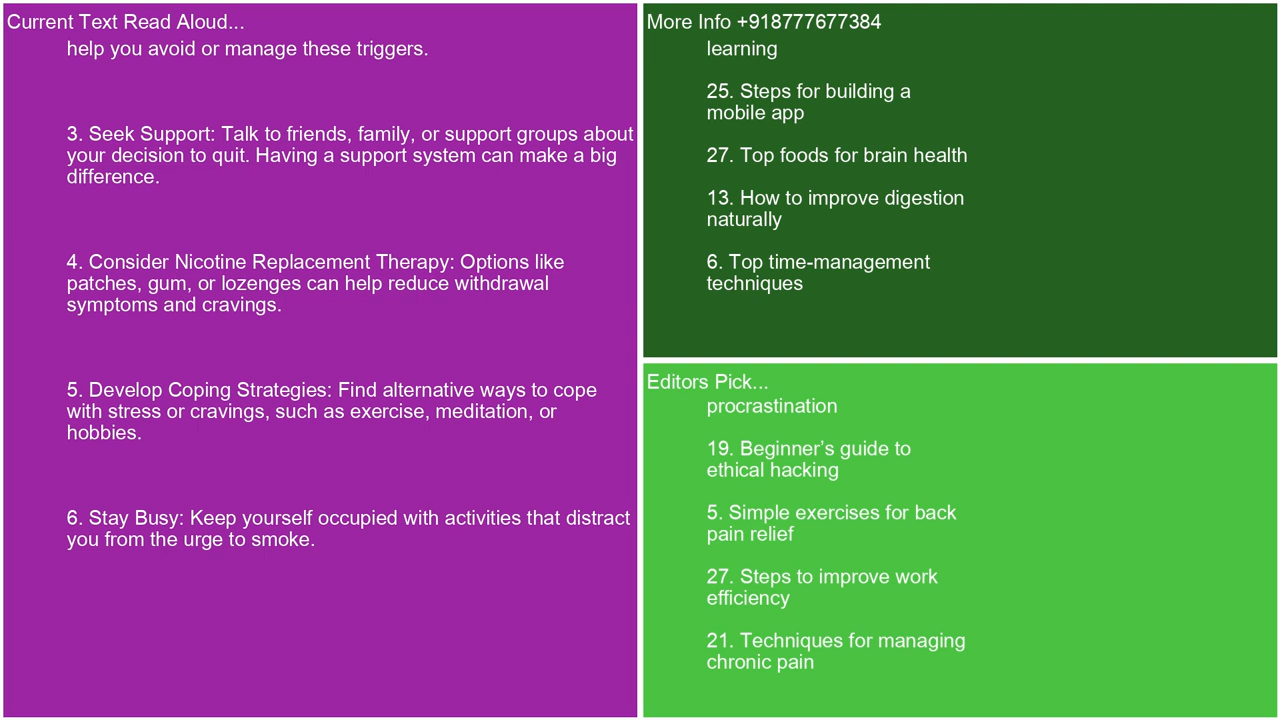 Current Text Read Aloud...
help you avoid or manage these triggers.
3. Seek Support: Talk to friends, family, or support groups about
your decision to quit. Having a support system can make a big
difference.
4. Consider Nicotine Replacement Therapy: Options like
patches, gum, or lozenges can help reduce withdrawal
symptoms and cravings.
5. Develop Coping Strategies: Find alternative ways to cope
with stress or cravings, such as exercise, meditation, or
hobbies.
6. Stay Busy: Keep yourself occupied with activities that distract
you from the urge to smoke.
More Info +918777677384
learning
25. Steps for building a
mobile app
27. Top foods for brain health
13. How to improve digestion
naturally
6. Top time-management
techniques
Editors Pick...
procrastination
19. Beginner’s guide to
ethical hacking
5. Simple exercises for back
pain relief
27. Steps to improve work
efficiency
21. Techniques for managing
chronic pain